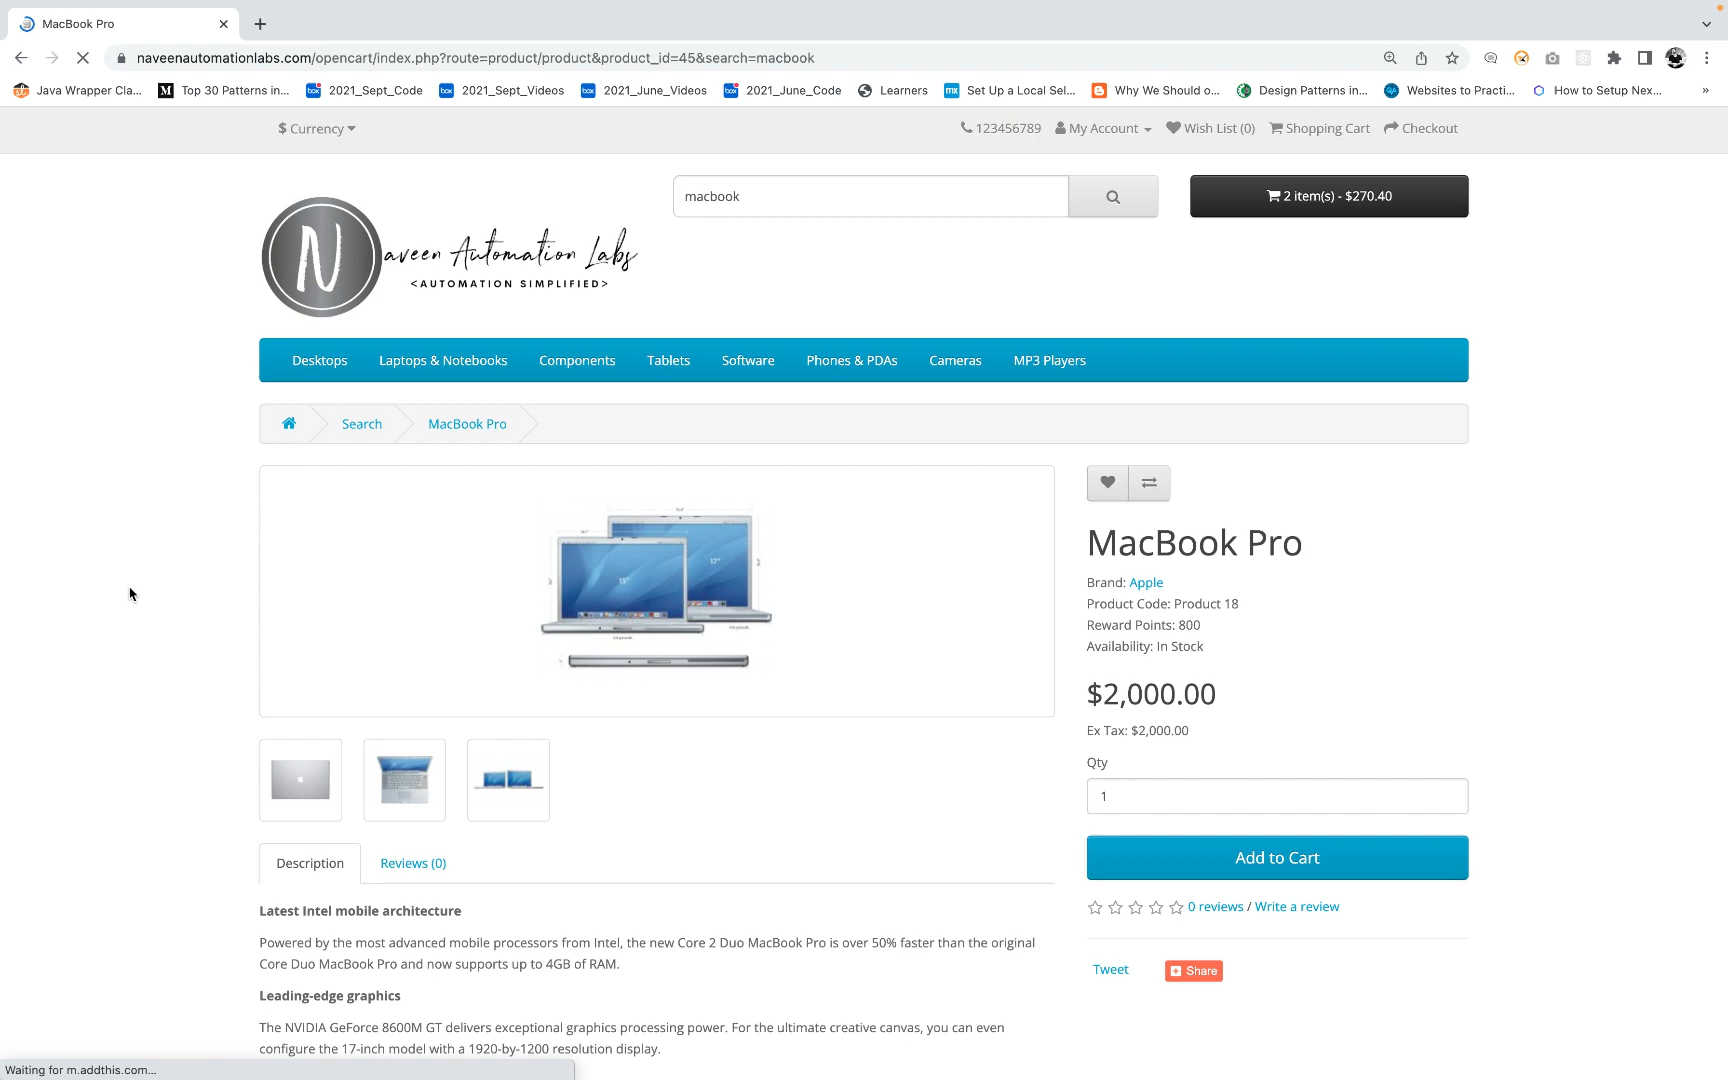 MacBook Pro
naveenautomationlabs.com/opencart/index.php?route=product/product&product_id=45&search=macbook
Java Wrapper Cla... Top 30 Patterns in... 2021_Sept_Code 2021_Sept_Videos 2021_June_Videos 2021_June_Code Learners Set Up a Local Sel... Why We Should o... Design Patterns in... Websites to Practi... How to Setup Nex... »
$ Currency 123456789 My Account Wish List (0) Shopping Cart Checkout
macbook 2 item(s) - $270.40
N aveen Automation Labs
<AUTOMATION SIMPLIFIED>
Desktops Laptops & Notebooks Components Tablets Software Phones & PDAs Cameras MP3 Players
Search MacBook Pro
15" 17"
MacBook Pro
Brand: Apple
Product Code: Product 18
Reward Points: 800
Availability: In Stock
$2,000.00
Ex Tax: $2,000.00
Qty
1
Add to Cart
0 reviews / Write a review
Tweet Share
Description Reviews (0)
Latest Intel mobile architecture
Powered by the most advanced mobile processors from Intel, the new Core 2 Duo MacBook Pro is over 50% faster than the original
Core Duo MacBook Pro and now supports up to 4GB of RAM.
Leading-edge graphics
The NVIDIA GeForce 8600M GT delivers exceptional graphics processing power. For the ultimate creative canvas, you can even
configure the 17-inch model with a 1920-by-1200 resolution display.
Waiting for m.addthis.com...